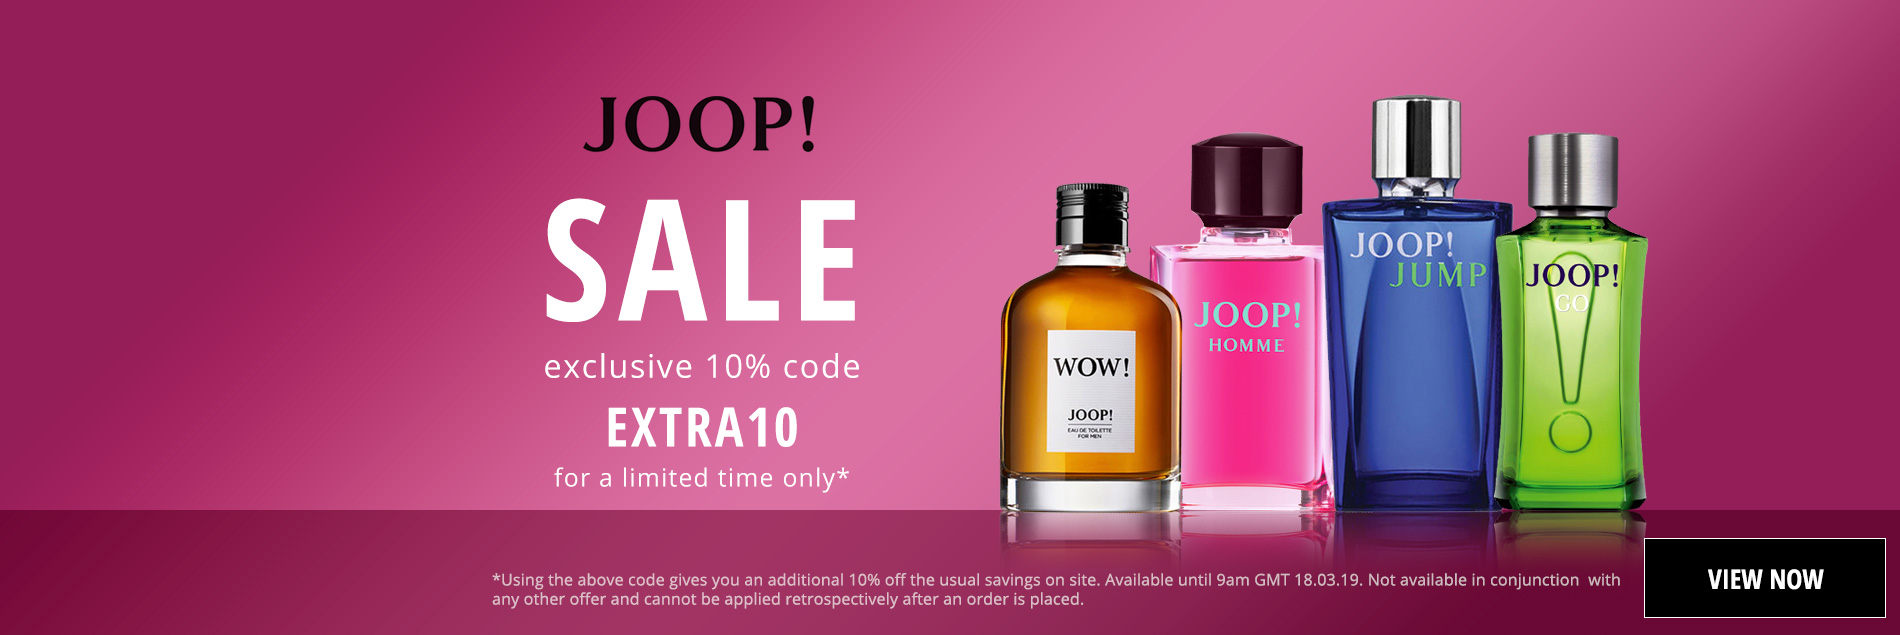 JOOP!
SALE
exclusive 10% code
EXTRA10
for a limited time only*
WOW!
JOOP!
EAU DE TOILETTE
FOR MEN
JOOP!
HOMME
JOOP!
JUMP
JOOP!
GO
*Using the above code gives you an additional 10% off the usual savings on site. Available until 9am GMT 18.03.19. Not available in conjunction with
any other offer and cannot be applied retrospectively after an order is placed.
VIEW NOW